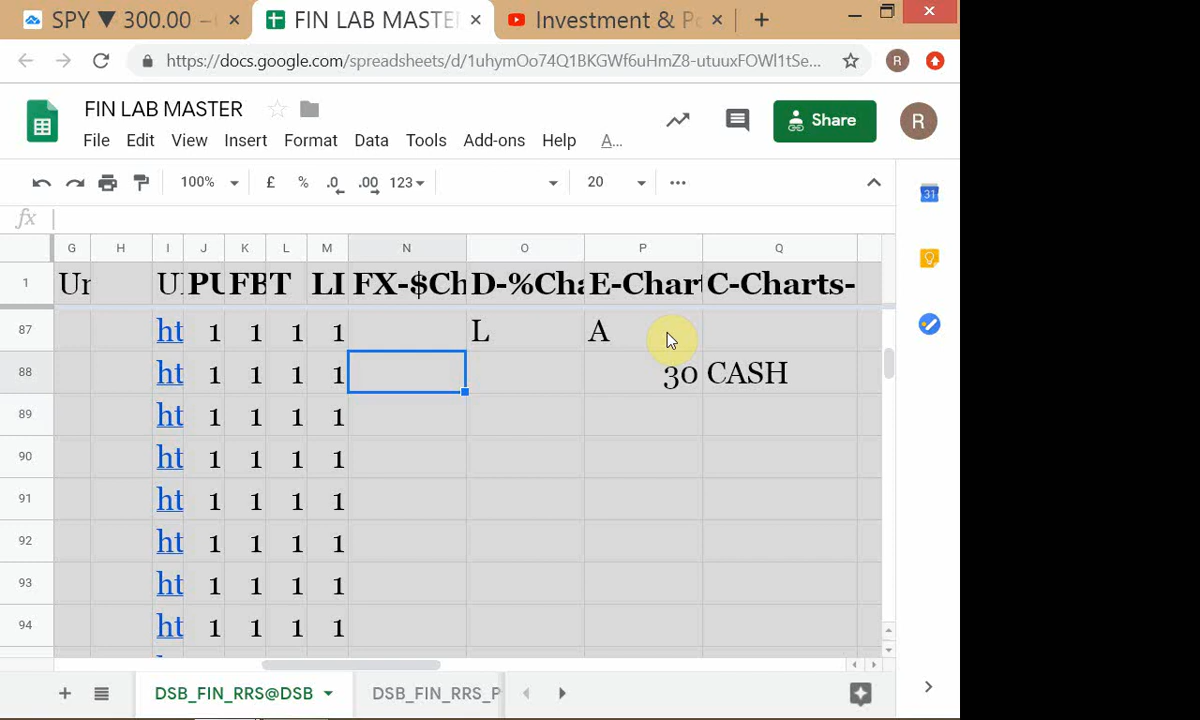 SPY ▼ 300.00 –
FIN LAB MASTER
Investment & Po
https://docs.google.com/spreadsheets/d/1uhymOo74Q1BKGWf6uHmZ8-utuuxFOWl1tSe...
R
FIN LAB MASTER
Share
R
File Edit View Insert Format Data Tools Add-ons Help A...
100% £ % .0 .00 123 20
31
fx
G H I J K L M N O P Q
1 Ur U PU FB T LI FX-$Ch D-%Cha E-Chart C-Charts-
87 ht 1 1 1 1 L A
88 ht 1 1 1 1 30 CASH
89 ht 1 1 1 1
90 ht 1 1 1 1
91 ht 1 1 1 1
92 ht 1 1 1 1
93 ht 1 1 1 1
94 ht 1 1 1 1
DSB_FIN_RRS@DSB DSB_FIN_RRS_P